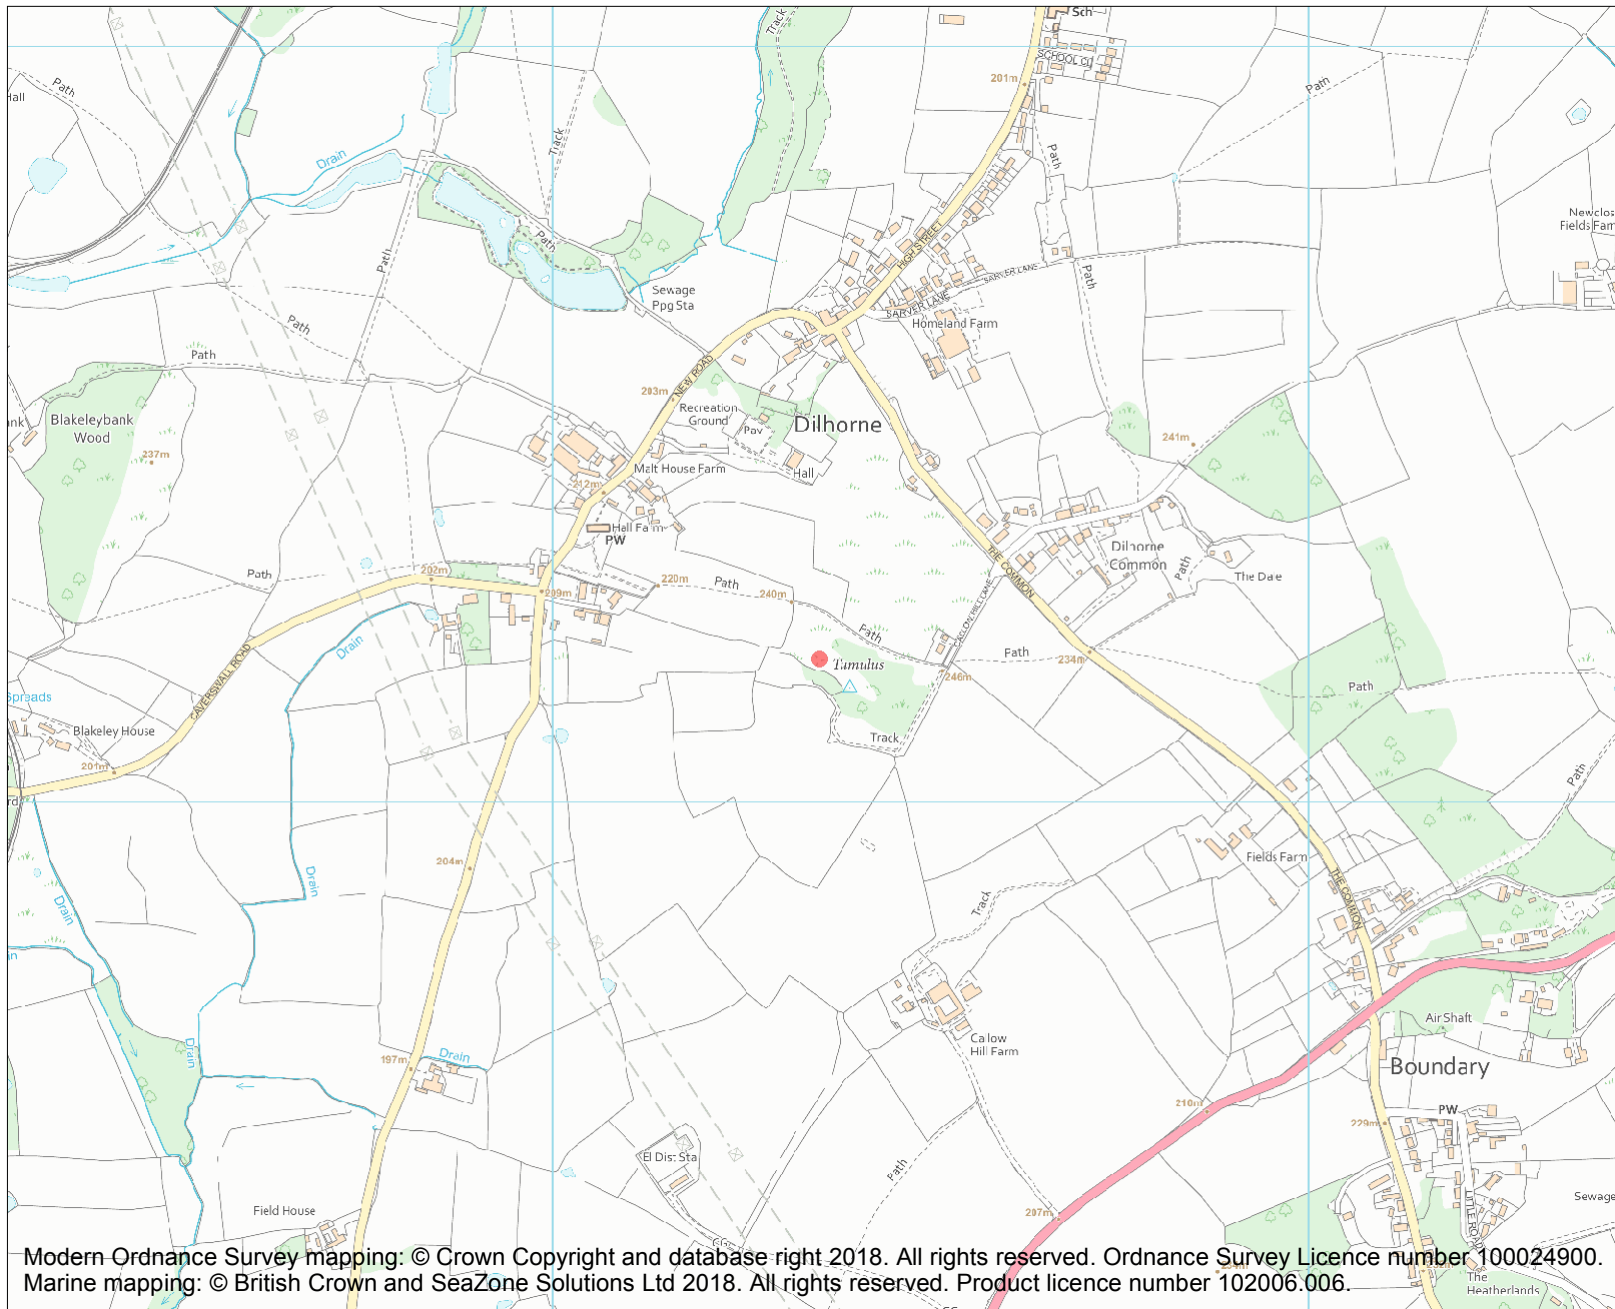 Sch
Track
SCHOOL CL
201m
Path
Path
Hall
Drain
Track
Path
Path
Newclose
Fields Farm
HIGH STREET
Path
Path
Path
SARVER LANE
SARVER LANE
Sewage
Ppg Sta
Homeland Farm
Path
Path
NEW ROAD
203m
Recreation
Ground
Pav
Dilhorne
Blakeleybank
Wood
237m
241m
Malt House Farm
Hall
212m
Hall Farm
PW
THE COMMON
Dilhorne
Common
Path
The Dale
Path
202m
209m
220m
Path
240m
Path
Drain
Path
234m
Tumulus
246m
Path
CAVERSWALL ROAD
Spreads
Blakeley House
Track
201m
Path
204m
Fields Farm
THE COMMON
Drain
Drain
Track
Air Shaft
Callow
Hill Farm
Boundary
Drain
197m
Drain
210m
PW
229m
El Dist Sta
Path
LITTLE ROAD
Sewage
Field House
207m
Modern Ordnance Survey mapping: © Crown Copyright and database right 2018. All rights reserved. Ordnance Survey Licence number 100024900.
Marine mapping: © British Crown and SeaZone Solutions Ltd 2018. All rights reserved. Product licence number 102006.006.
The
Heatherlands